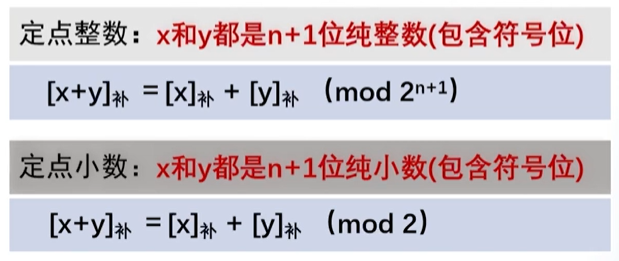 定点整数：x和y都是n+1位纯整数(包含符号位)
[x+y]补 =[x]补 + [y]补 （mod 2ⁿ⁺¹)
定点小数：x和y都是n+1位纯小数(包含符号位)
[x+y]补 =[x]补 + [y]补 （mod 2)